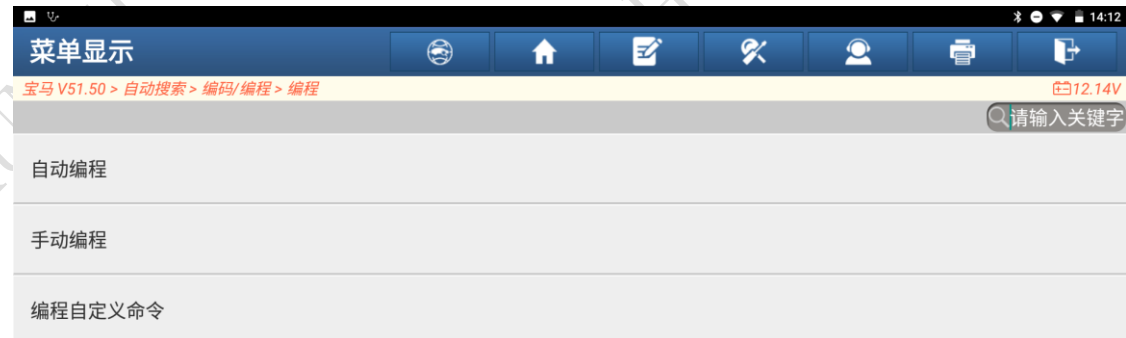 14:12
菜单显示
宝马 V51.50 > 自动搜索 > 编码/编程 > 编程
12.14V
请输入关键字
自动编程
手动编程
编程自定义命令